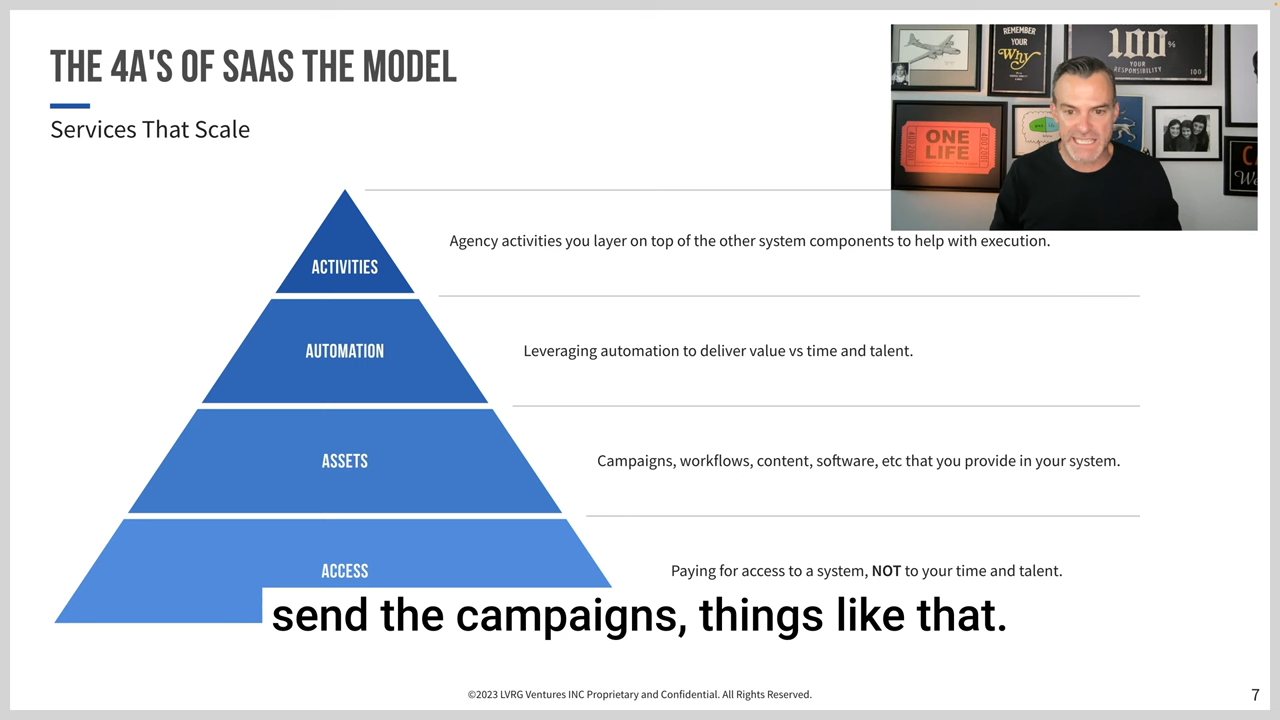 THE 4A'S OF SAAS THE MODEL
Services That Scale
REMEMBER
YOUR
Why
100%
YOUR
RESPONSIBILITY
100
ONE
LIFE
ACTIVITIES
Agency activities you layer on top of the other system components to help with execution.
AUTOMATION
Leveraging automation to deliver value vs time and talent.
ASSETS
Campaigns, workflows, content, software, etc that you provide in your system.
ACCESS
Paying for access to a system, NOT to your time and talent.
send the campaigns, things like that.
©2023 LVRG Ventures INC Proprietary and Confidential. All Rights Reserved.
7